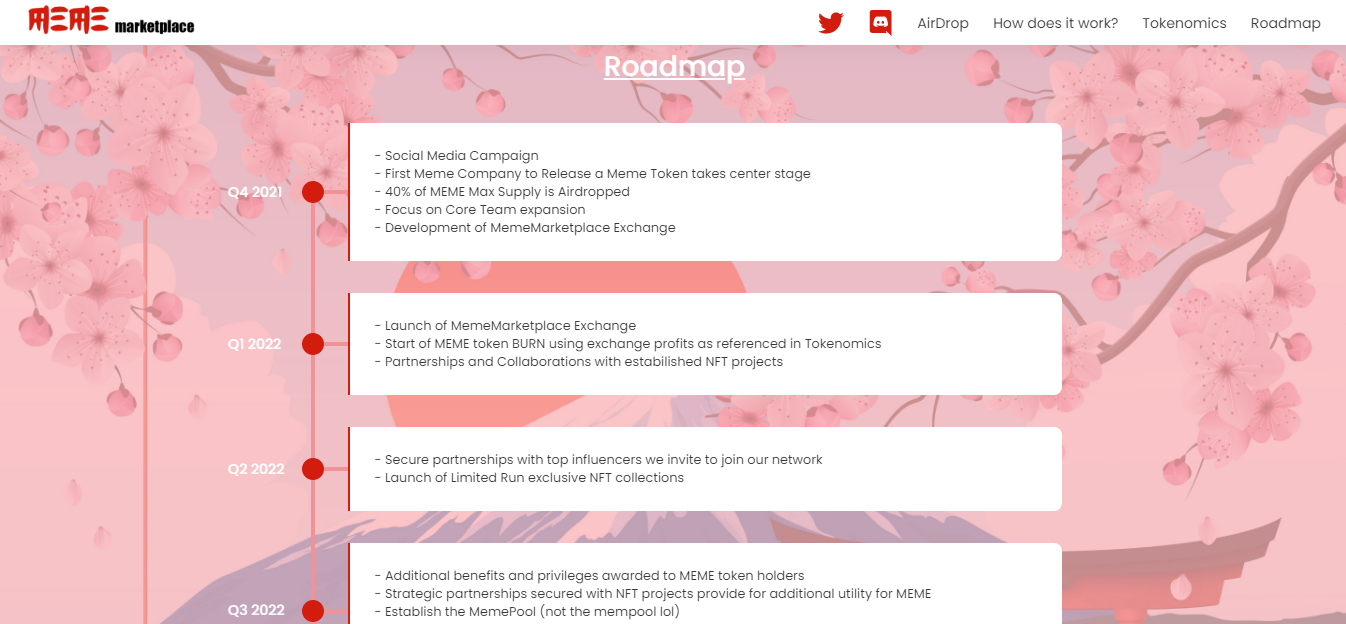 MEME marketplace
AirDrop How does it work? Tokenomics Roadmap
Roadmap
Q4 2021
- Social Media Campaign
- First Meme Company to Release a Meme Token takes center stage
- 40% of MEME Max Supply is Airdropped
- Focus on Core Team expansion
- Development of MemeMarketplace Exchange
Q1 2022
- Launch of MemeMarketplace Exchange
- Start of MEME token BURN using exchange profits as referenced in Tokenomics
- Partnerships and Collaborations with estabilished NFT projects
Q2 2022
- Secure partnerships with top influencers we invite to join our network
- Launch of Limited Run exclusive NFT collections
Q3 2022
- Additional benefits and privileges awarded to MEME token holders
- Strategic partnerships secured with NFT projects provide for additional utility for MEME
- Establish the MemePool (not the mempool lol)